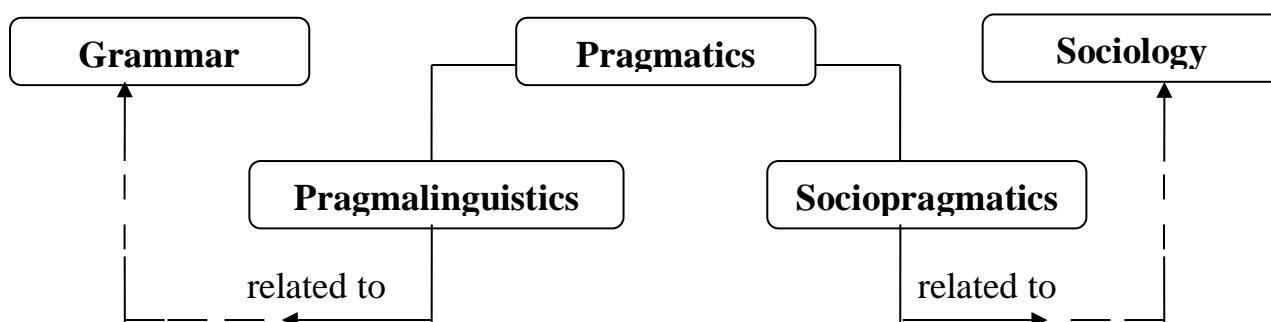 Grammar
Pragmatics
Sociology
Pragmalinguistics
Sociopragmatics
related to
related to